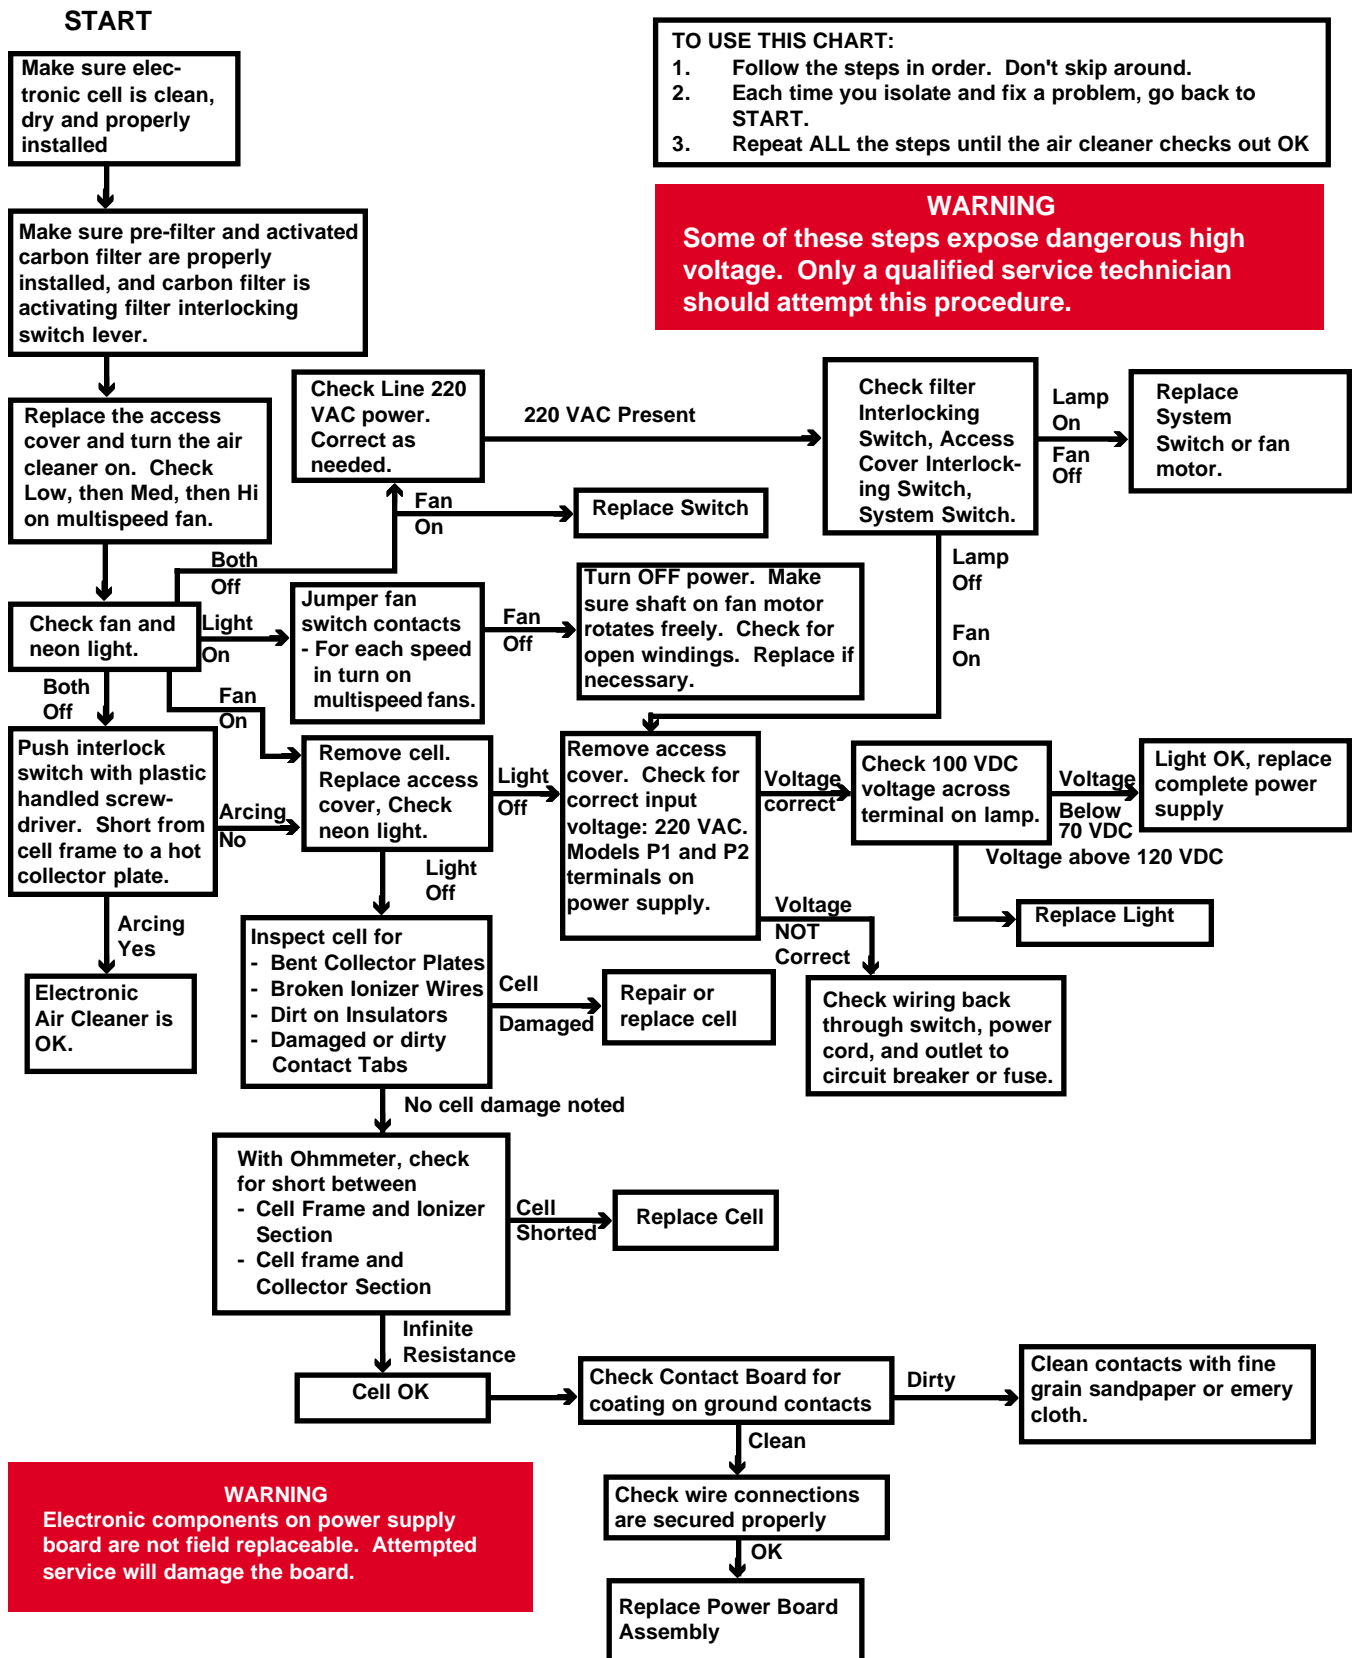 START
Make sure elec-
tronic cell is clean,
dry and properly
installed
TO USE THIS CHART:
1. Follow the steps in order. Don't skip around.
2. Each time you isolate and fix a problem, go back to
START.
3. Repeat ALL the steps until the air cleaner checks out OK
WARNING
Some of these steps expose dangerous high
voltage. Only a qualified service technician
should attempt this procedure.
Make sure pre-filter and activated
carbon filter are properly
installed, and carbon filter is
activating filter interlocking
switch lever.
Replace the access
cover and turn the air
cleaner on. Check
Low, then Med, then Hi
on multispeed fan.
Check Line 220
VAC power.
Correct as
needed.
220 VAC Present
Check filter
Interlocking
Switch, Access
Cover Interlock-
ing Switch,
System Switch.
Lamp
On
Fan
Off
Replace
System
Switch or fan
motor.
Fan
On
Replace Switch
Both
Off
Lamp
Off
Fan
On
Check fan and
neon light.
Light
On
Jumper fan
switch contacts
- For each speed
in turn on
multispeed fans.
Fan
Off
Turn OFF power. Make
sure shaft on fan motor
rotates freely. Check for
open windings. Replace if
necessary.
Both
Off
Fan
On
Push interlock
switch with plastic
handled screw-
driver. Short from
cell frame to a hot
collector plate.
Arcing
No
Remove cell.
Replace access
cover, Check
neon light.
Light
Off
Remove access
cover. Check for
correct input
voltage: 220 VAC.
Models P1 and P2
terminals on
power supply.
Voltage
correct
Check 100 VDC
voltage across
terminal on lamp.
Voltage
Below
70 VDC
Light OK, replace
complete power
supply
Voltage above 120 VDC
Replace Light
Light
Off
Voltage
NOT
Correct
Arcing
Yes
Electronic
Air Cleaner is
OK.
Inspect cell for
- Bent Collector Plates
- Broken Ionizer Wires
- Dirt on Insulators
- Damaged or dirty
Contact Tabs
Cell
Damaged
Repair or
replace cell
Check wiring back
through switch, power
cord, and outlet to
circuit breaker or fuse.
No cell damage noted
With Ohmmeter, check
for short between
- Cell Frame and Ionizer
Section
- Cell frame and
Collector Section
Cell
Shorted
Replace Cell
Infinite
Resistance
Cell OK
Check Contact Board for
coating on ground contacts
Dirty
Clean contacts with fine
grain sandpaper or emery
cloth.
Clean
Check wire connections
are secured properly
OK
Replace Power Board
Assembly
WARNING
Electronic components on power supply
board are not field replaceable. Attempted
service will damage the board.